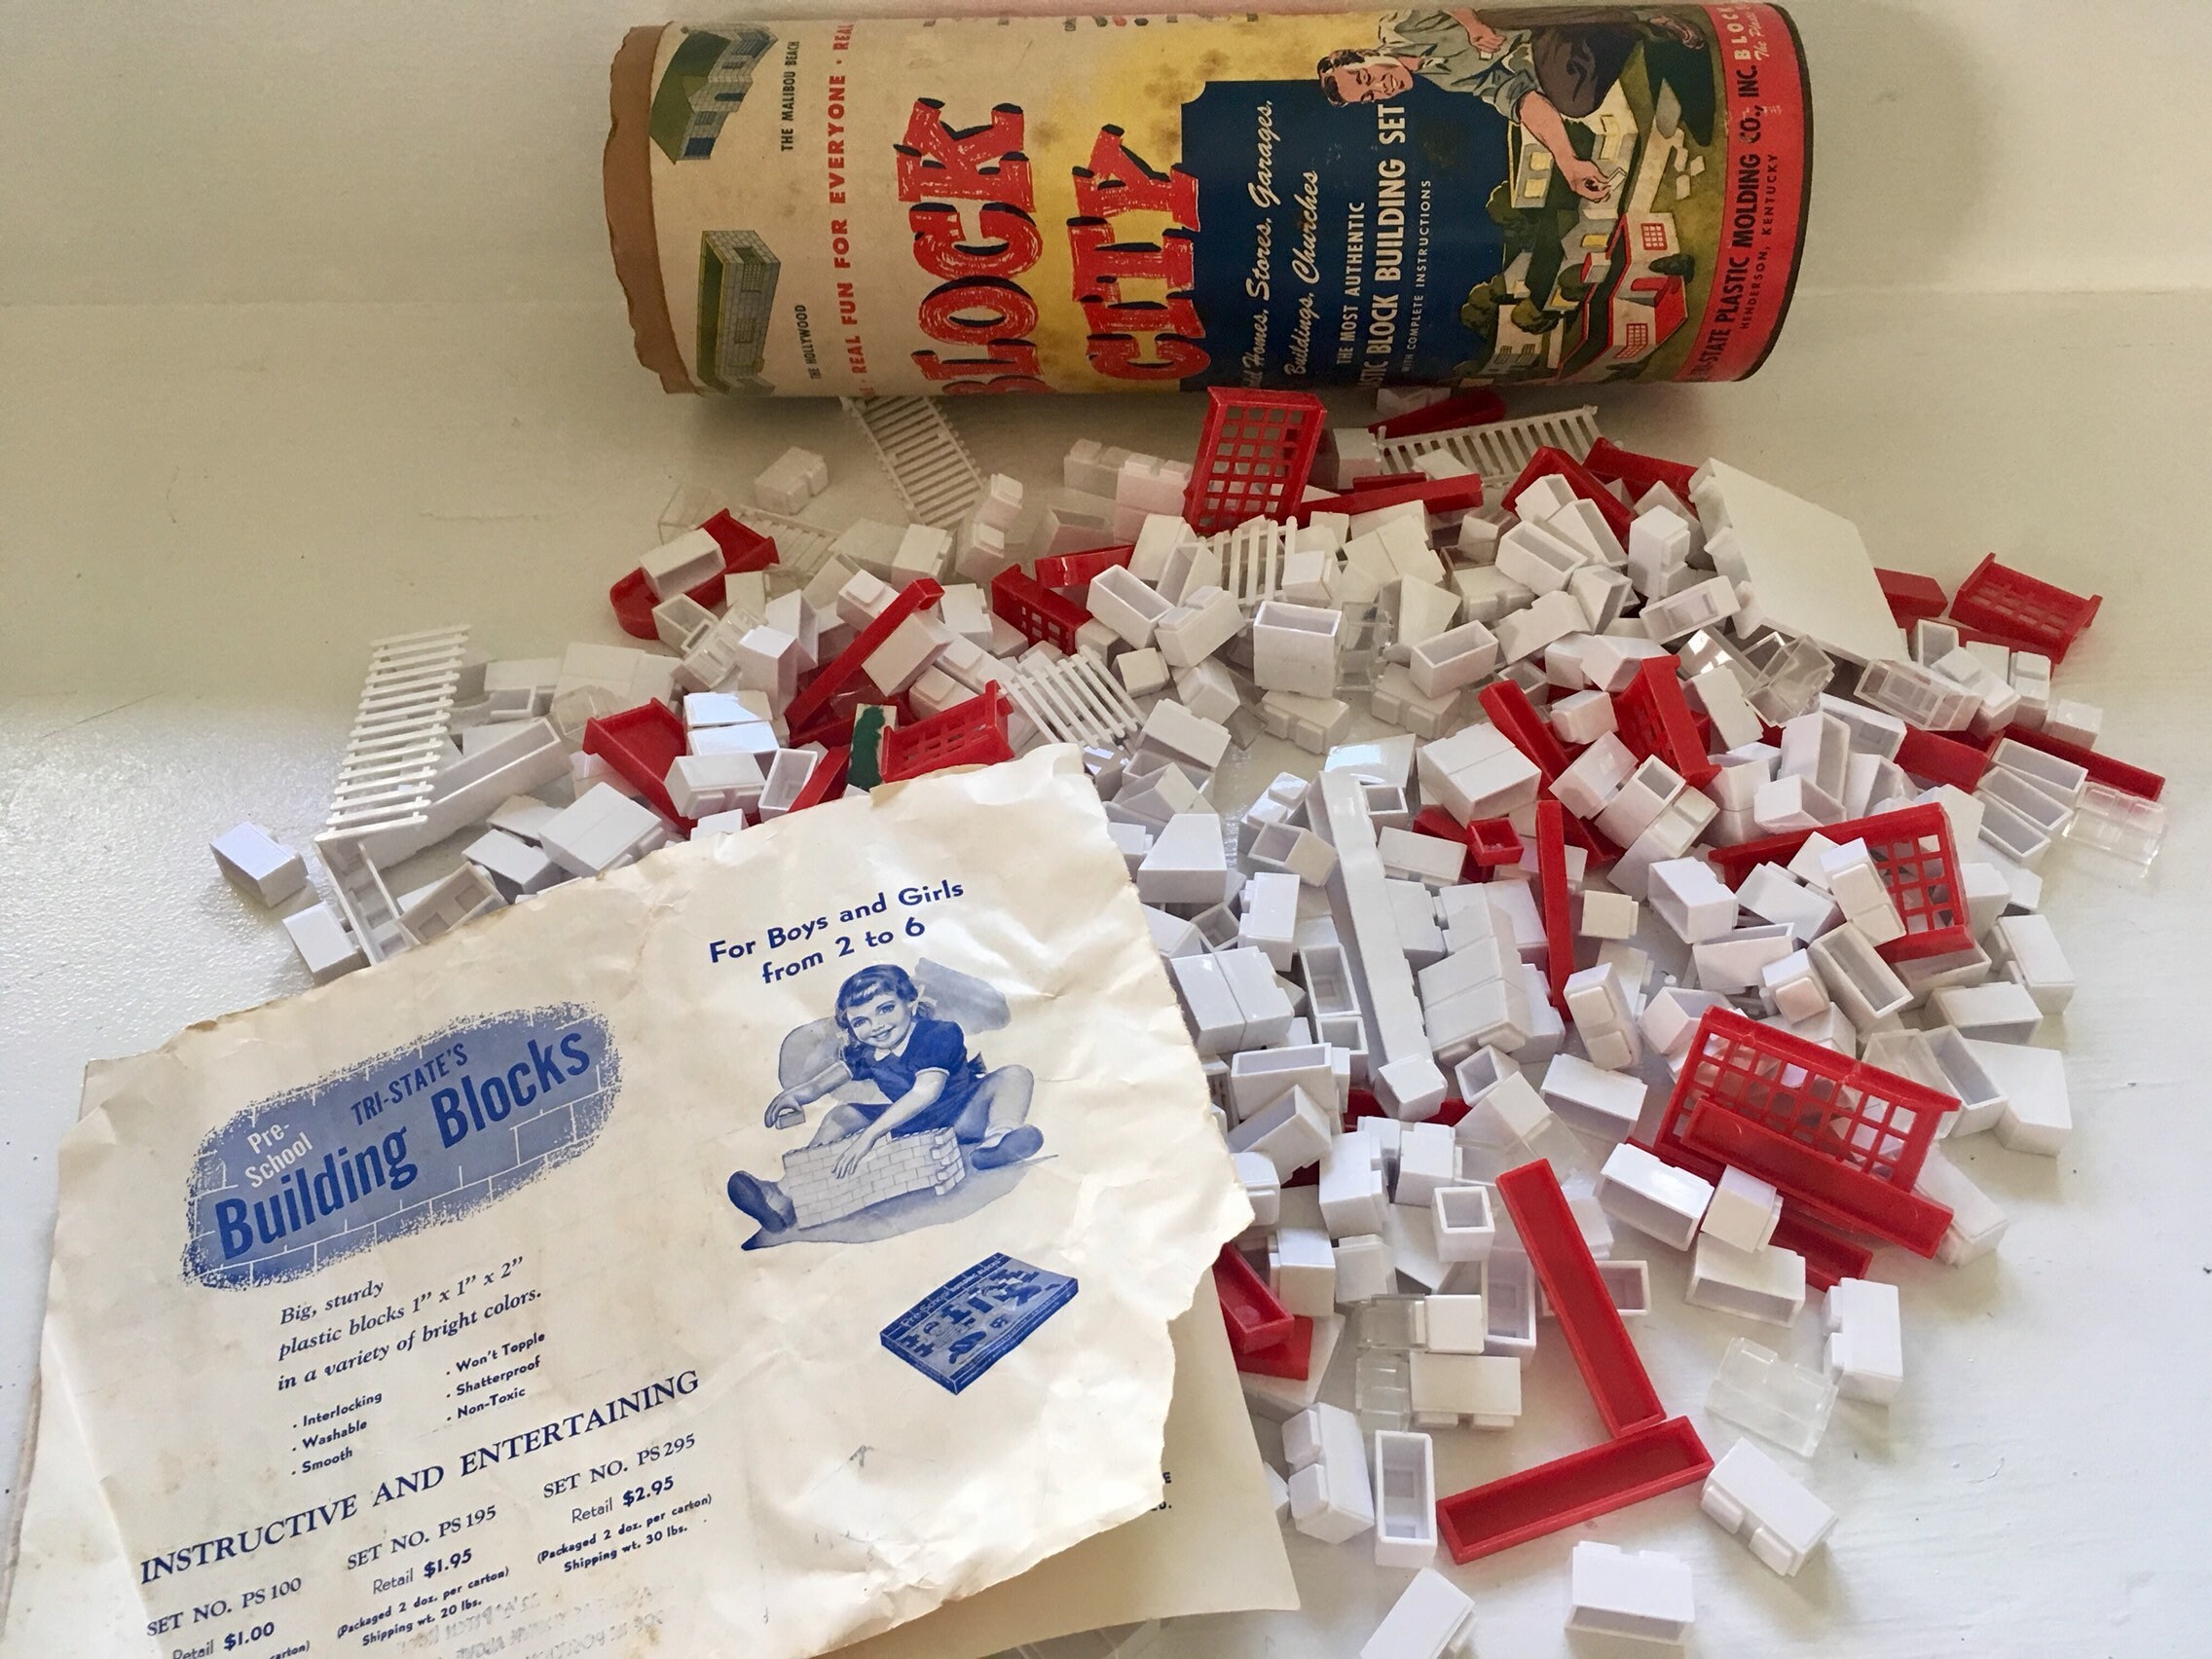 THE MALIBOU BEACH
THE HOLLYWOOD
REAL FUN FOR EVERYONE · REAL
BLOCK
CITY
Homes, Stores, Garages,
Buildings, Churches
THE MOST AUTHENTIC
BLOCK BUILDING SET
WITH COMPLETE INSTRUCTIONS
TRI-STATE PLASTIC MOLDING CO., INC.
HENDERSON, KENTUCKY
BLOCK
The
For Boys and Girls
from 2 to 6
TRI-STATE'S
Pre-
School
Building Blocks
Big, sturdy
plastic blocks 1" x 1" x 2"
in a variety of bright colors.
· Interlocking
· Washable
· Smooth
· Won't Topple
· Shatterproof
· Non-Toxic
INSTRUCTIVE AND ENTERTAINING
SET NO. PS 100
Retail $1.00
carton)
SET NO. PS 195
Retail $1.95
(Packaged 2 doz. per carton)
Shipping wt. 20 lbs.
SET NO. PS 295
Retail $2.95
(Packaged 2 doz. per carton)
Shipping wt. 30 lbs.